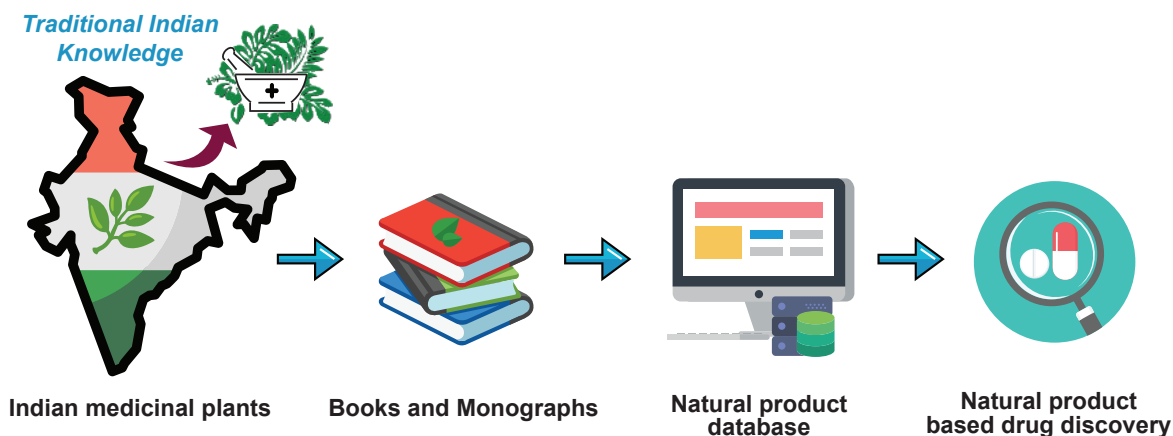 Traditional Indian
Knowledge
Indian medicinal plants
Books and Monographs
Natural product
database
Natural product
based drug discovery